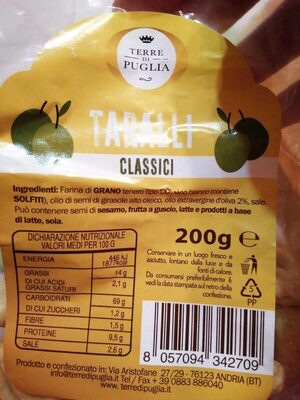 TERRE
DI
PUGLIA
TARALLI
CLASSICI
Ingredienti: Farina di GRANO tenero tipo "00", vino bianco (contiene
SOLFITI), olio di semi di girasole alto oleico, olio extravergine d'oliva 2%, sale.
Può contenere semi di sesamo, frutta a guscio, latte e prodotti a base
di latte, soia.
DICHIARAZIONE NUTRIZIONALE
VALORI MEDI PER 100 G
ENERGIA 446 kJ
1877kcal
GRASSI 14 g
DI CUI ACIDI
GRASSI SATURI 2,1 g
CARBOIDRATI 69 g
DI CUI ZUCCHERI 1,2 g
FIBRE 1,5 g
PROTEINE 9,5 g
SALE 2,6 g
200g e
Conservare in un luogo fresco e
asciutto, lontano dalla luce e da
fonti di calore.
Da consumarsi preferibilmente il:
vedi la data stampata sul retro della
confezione.
5
PP
8 057094 342709
Prodotto e confezionato in: Via Aristofane 27/29 - 76123 ANDRIA (BT)
info@terredipuglia.it Tel / Fax + 39 0883 886040
www.terredipuglia.it